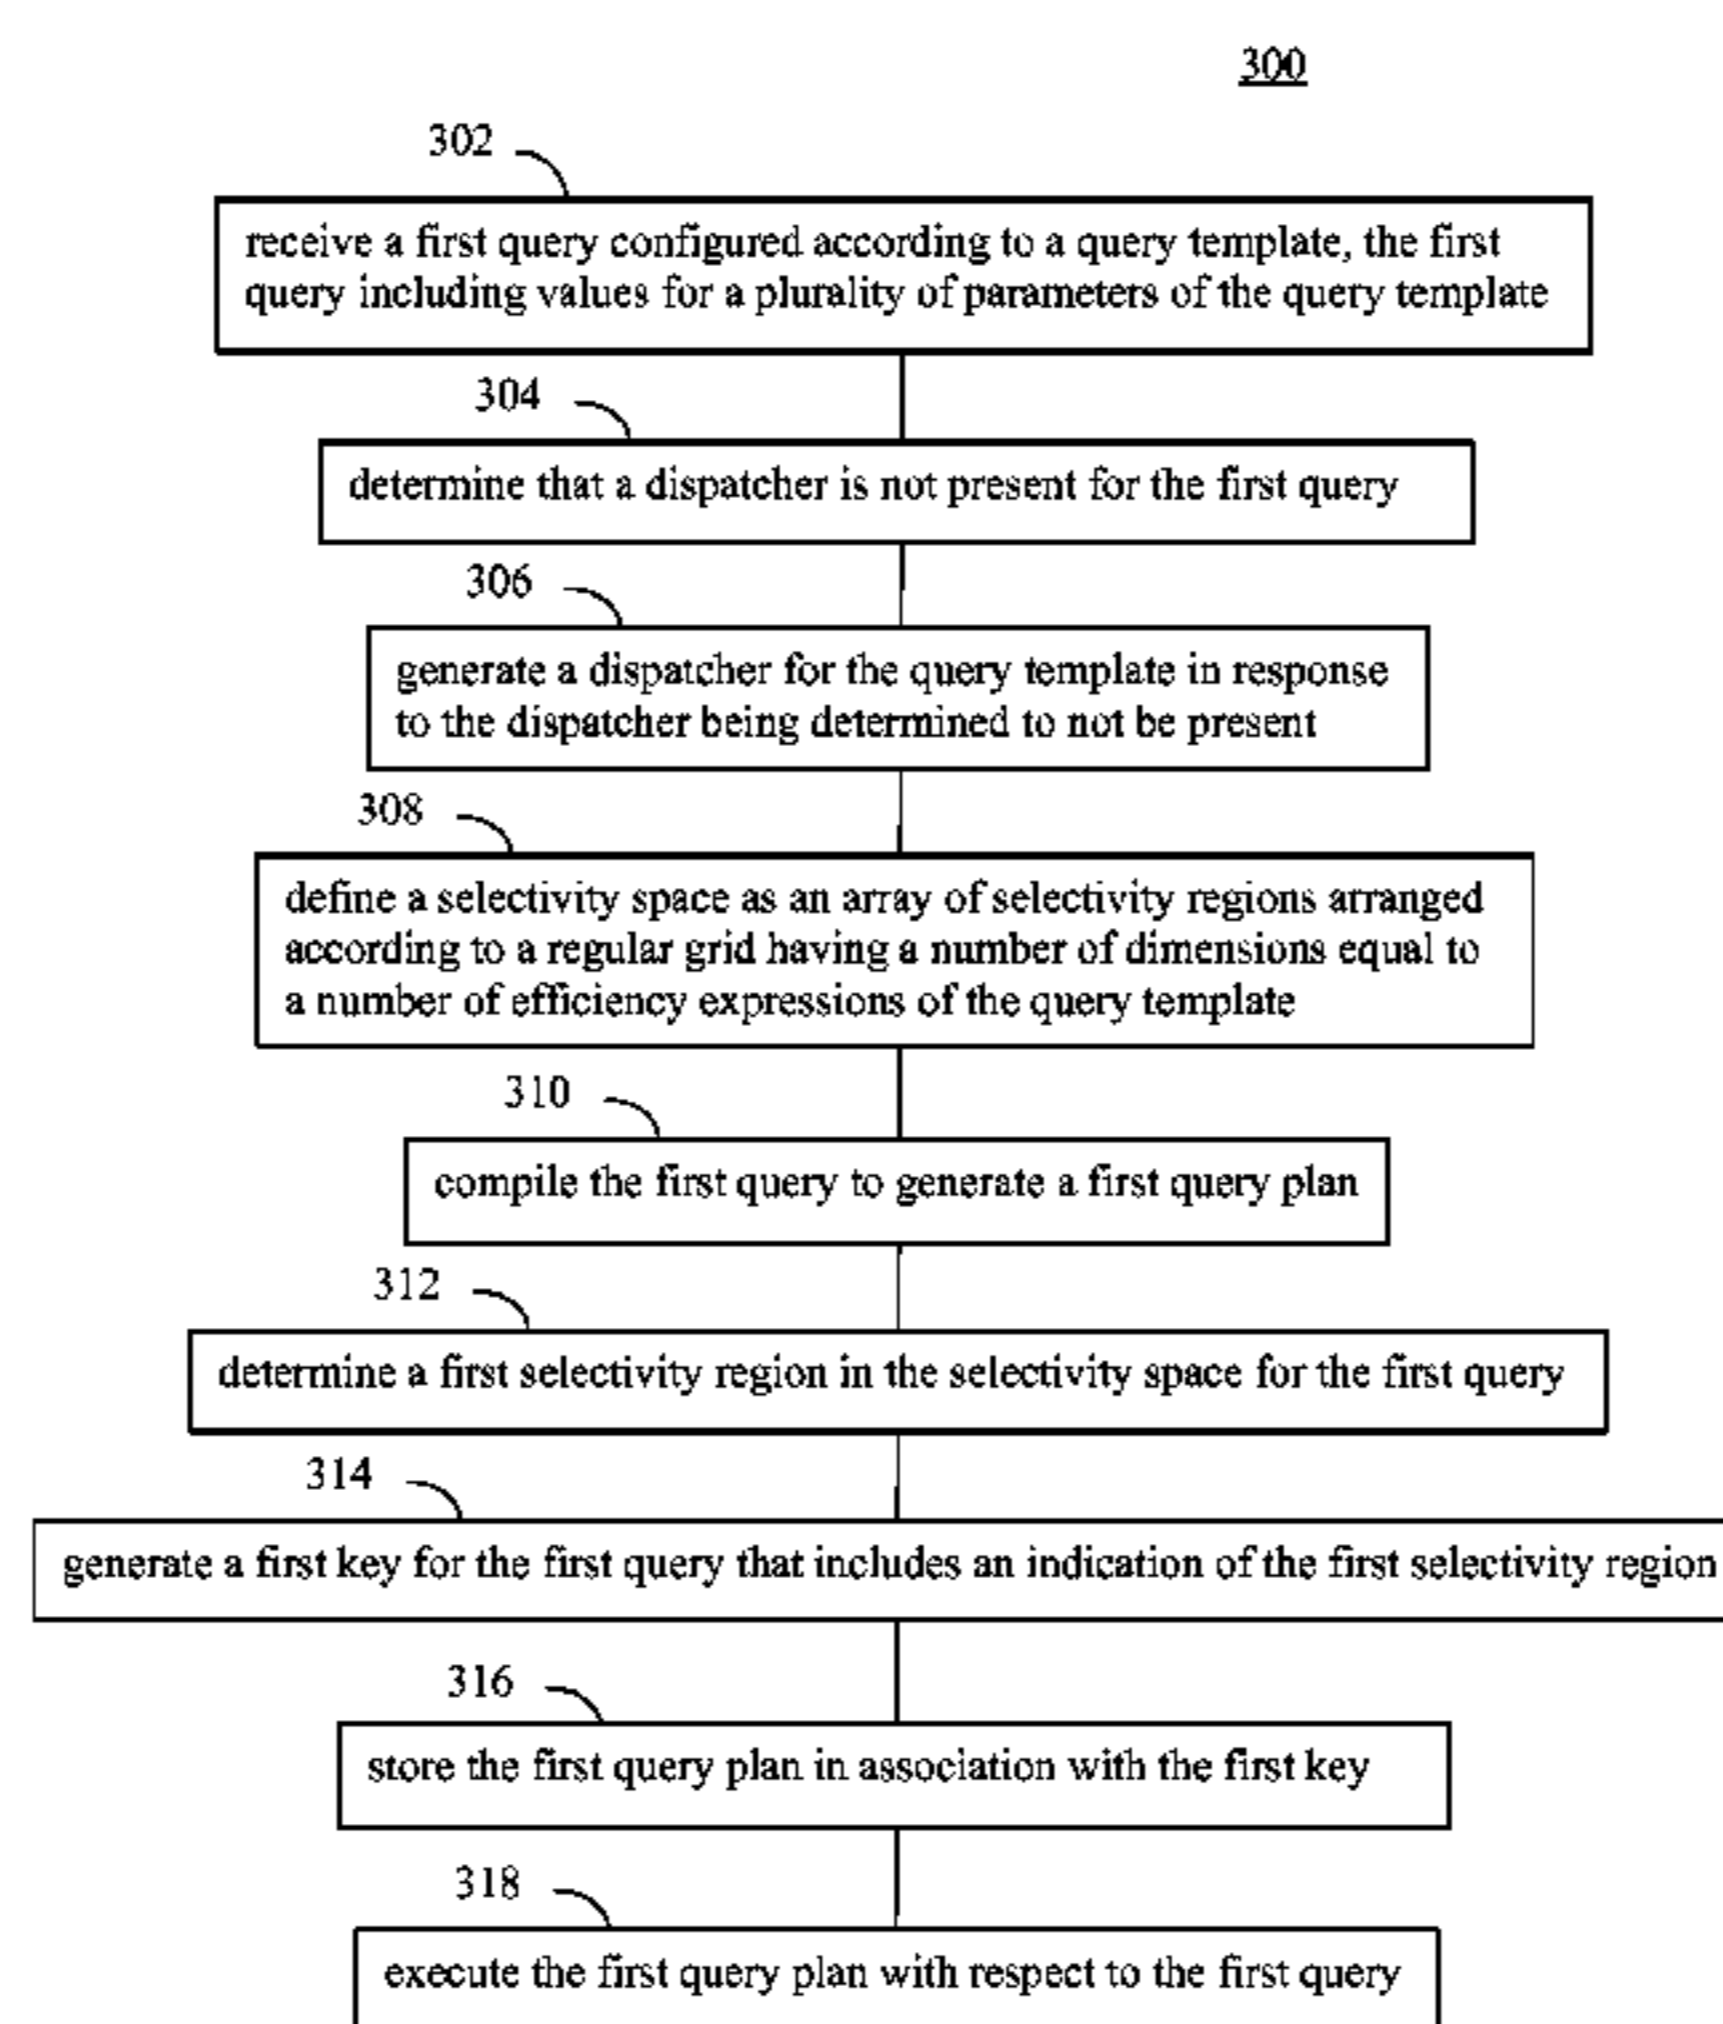 300
302
receive a first query configured according to a query template, the first
query including values for a plurality of parameters of the query template
304
determine that a dispatcher is not present for the first query
306
generate a dispatcher for the query template in response
to the dispatcher being determined to not be present
308
define a selectivity space as an array of selectivity regions arranged
according to a regular grid having a number of dimensions equal to
a number of efficiency expressions of the query template
310
compile the first query to generate a first query plan
312
determine a first selectivity region in the selectivity space for the first query
314
generate a first key for the first query that includes an indication of the first selectivity region
316
store the first query plan in association with the first key
318
execute the first query plan with respect to the first query